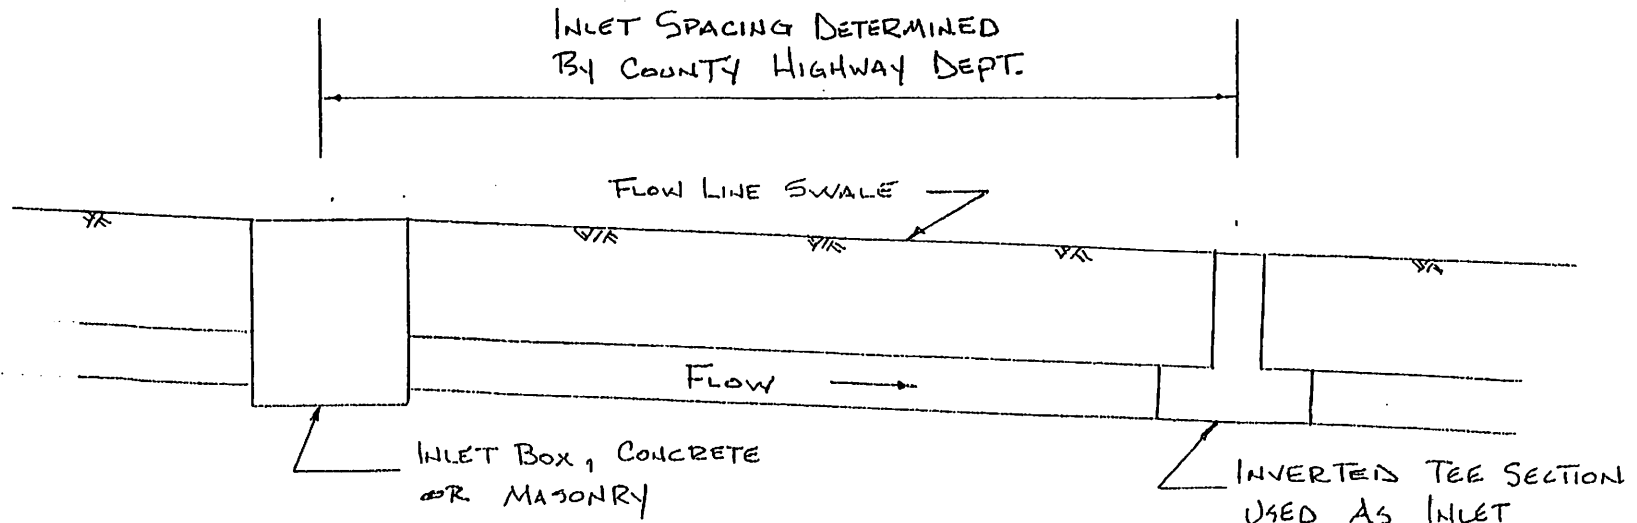 INLET SPACING DETERMINED
BY COUNTY HIGHWAY DEPT.
FLOW LINE SWALE
FLOW
INLET BOX, CONCRETE
OR MASONRY
INVERTED TEE SECTION
USED AS INLET